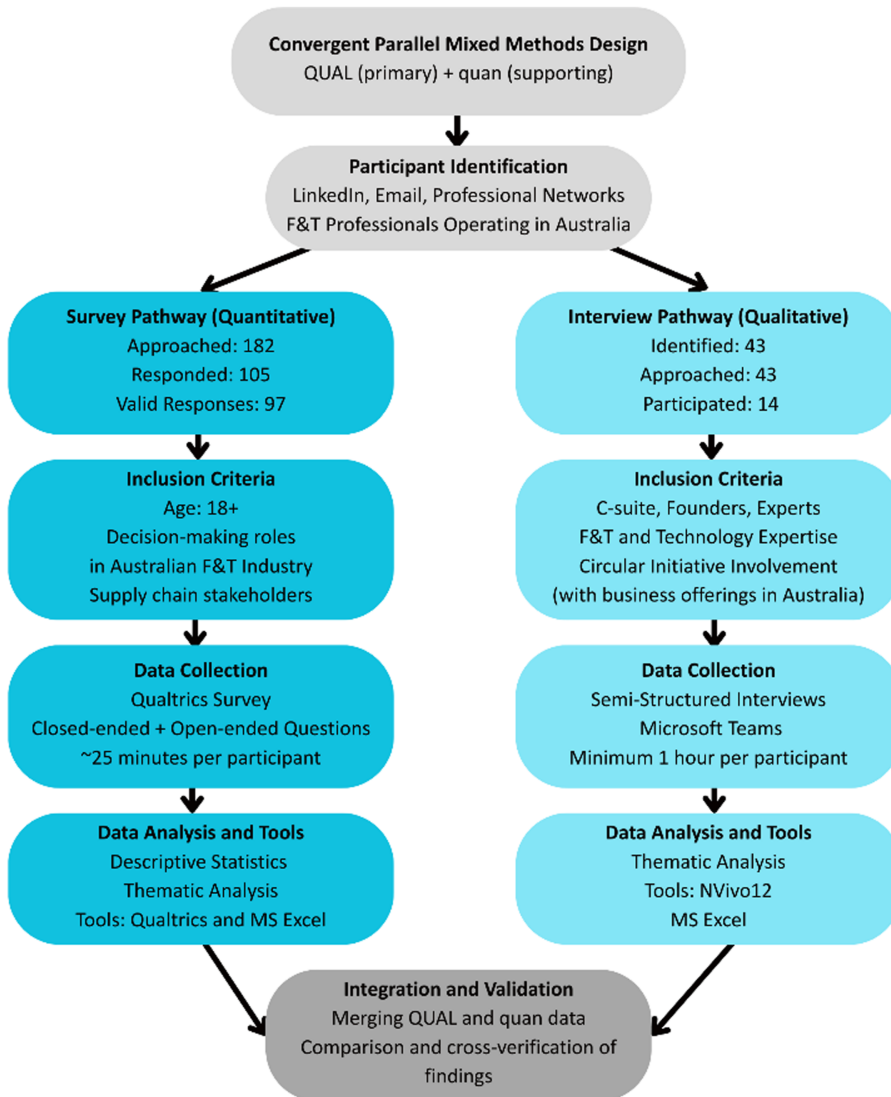 Convergent Parallel Mixed Methods Design
QUAL (primary) + quan (supporting)
Participant Identification
LinkedIn, Email, Professional Networks
F&T Professionals Operating in Australia
Survey Pathway (Quantitative)
Approached: 182
Responded: 105
Valid Responses: 97
Inclusion Criteria
Age: 18+
Decision-making roles
in Australian F&T Industry
Supply chain stakeholders
Data Collection
Qualtrics Survey
Closed-ended + Open-ended Questions
~25 minutes per participant
Data Analysis and Tools
Descriptive Statistics
Thematic Analysis
Tools: Qualtrics and MS Excel
Interview Pathway (Qualitative)
Identified: 43
Approached: 43
Participated: 14
Inclusion Criteria
C-suite, Founders, Experts
F&T and Technology Expertise
Circular Initiative Involvement
(with business offerings in Australia)
Data Collection
Semi-Structured Interviews
Microsoft Teams
Minimum 1 hour per participant
Data Analysis and Tools
Thematic Analysis
Tools: NVivo12
MS Excel
Integration and Validation
Merging QUAL and quan data
Comparison and cross-verification of
findings